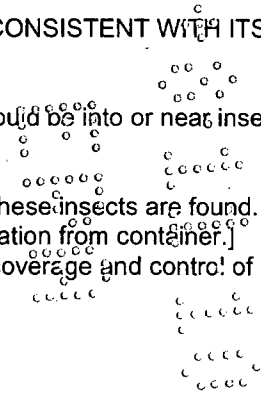 CONSISTENT WITH ITS
ould be into or near inse
hese insects are found.
ation from container.]
overage and control of